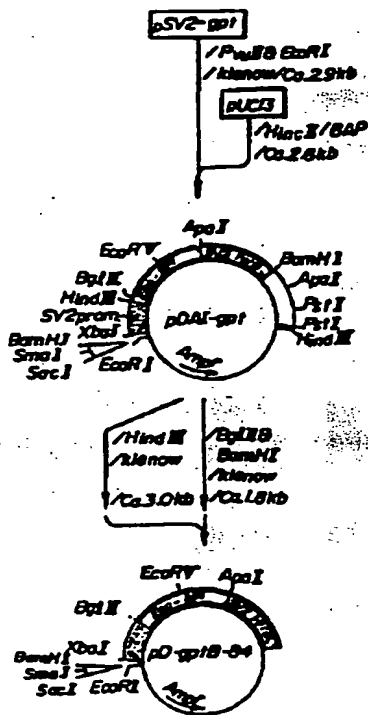 pSV2-gpt
/PvuII & EcoRI
/klenow/Ca. 2.9kb
pUC13
/HincII/BAP
/Ca. 2.6kb
ApaI
EcoRV
BamHI
BglII
ApaI
HindIII
PstI
SV2prom
PstI
XbaI
HindIII
BamHI
SmaI
SacI
EcoRI
pDAI-gpt
Ampr
/HindIII
/klenow
/Ca. 3.0kb
/BglII &
BamHI
/klenow
/Ca. 1.8kb
EcoRV
ApaI
BglII
XbaI
BamHI
SmaI
SacI
EcoRI
pD-gptB-84
Ampr